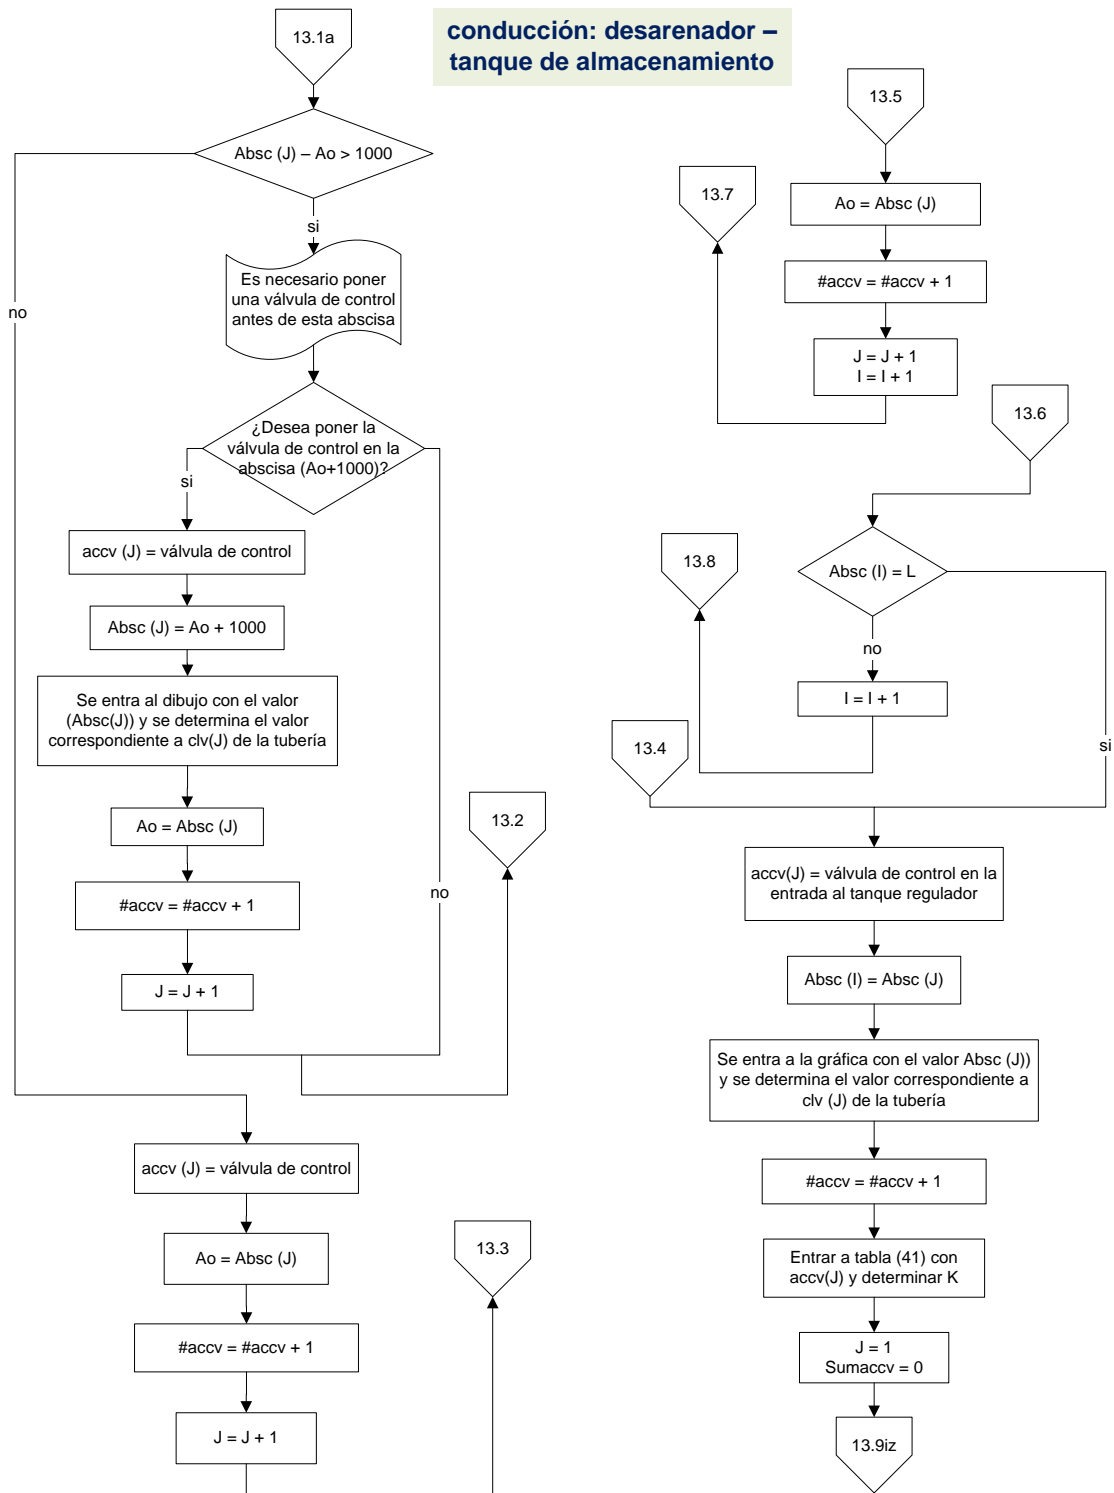 conducción: desarenador –
tanque de almacenamiento
13.1a
Absc (J) – Ao > 1000
si
no
Es necesario poner
una válvula de control
antes de esta abscisa
¿Desea poner la
válvula de control en la
abscisa (Ao+1000)?
si
no
accv (J) = válvula de control
Absc (J) = Ao + 1000
Se entra al dibujo con el valor
(Absc(J)) y se determina el valor
correspondiente a clv(J) de la tubería
Ao = Absc (J)
#accv = #accv + 1
J = J + 1
13.2
accv (J) = válvula de control
Ao = Absc (J)
#accv = #accv + 1
J = J + 1
13.3
13.5
Ao = Absc (J)
#accv = #accv + 1
J = J + 1
I = I + 1
13.7
13.6
Absc (I) = L
no
si
I = I + 1
13.8
13.4
accv(J) = válvula de control en la
entrada al tanque regulador
Absc (I) = Absc (J)
Se entra a la gráfica con el valor Absc (J))
y se determina el valor correspondiente a
clv (J) de la tubería
#accv = #accv + 1
Entrar a tabla (41) con
accv(J) y determinar K
J = 1
Sumaccv = 0
13.9iz